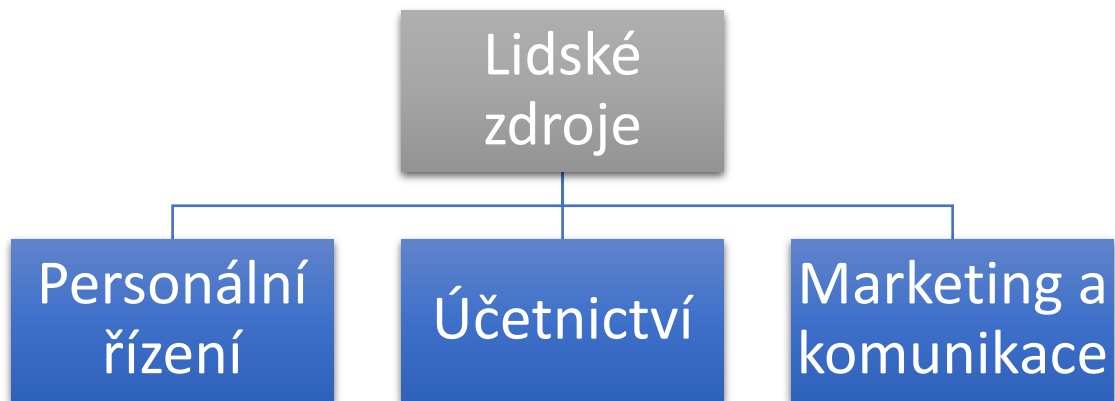 Lidské
zdroje
Personální
řízení
Účetnictví
Marketing a
komunikace